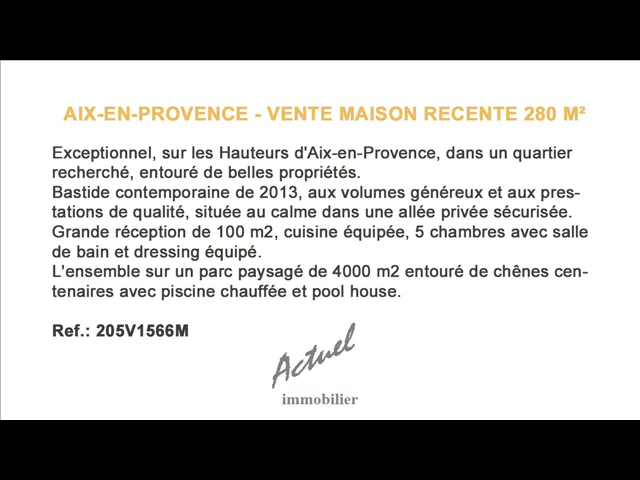 AIX-EN-PROVENCE - VENTE MAISON RECENTE 280 M²
Exceptionnel, sur les Hauteurs d'Aix-en-Provence, dans un quartier
recherché, entouré de belles propriétés.
Bastide contemporaine de 2013, aux volumes généreux et aux pres-
tations de qualité, située au calme dans une allée privée sécurisée.
Grande réception de 100 m2, cuisine équipée, 5 chambres avec salle
de bain et dressing équipé.
L'ensemble sur un parc paysagé de 4000 m2 entouré de chênes cen-
tenaires avec piscine chauffée et pool house.
Ref.: 205V1566M
Actuel
immobilier